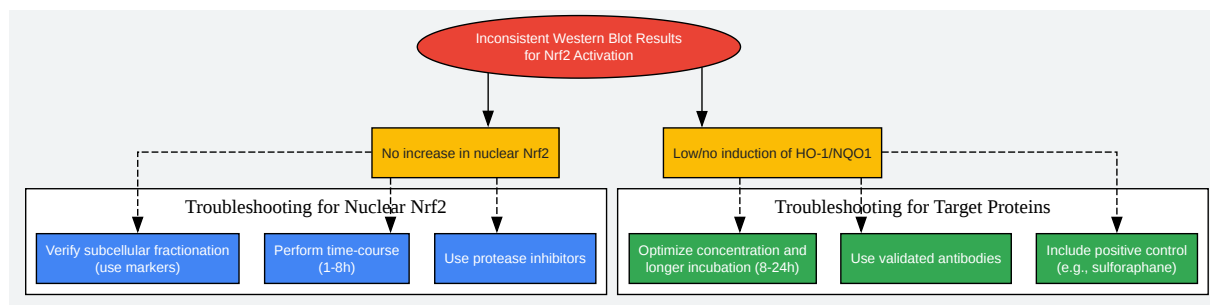 Inconsistent Western Blot Results
for Nrf2 Activation
No increase in nuclear Nrf2
Low/no induction of HO-1/NQO1
Troubleshooting for Nuclear Nrf2
Verify subcellular fractionation
(use markers)
Perform time-course
(1-8h)
Use protease inhibitors
Troubleshooting for Target Proteins
Optimize concentration and
longer incubation (8-24h)
Use validated antibodies
Include positive control
(e.g., sulforaphane)